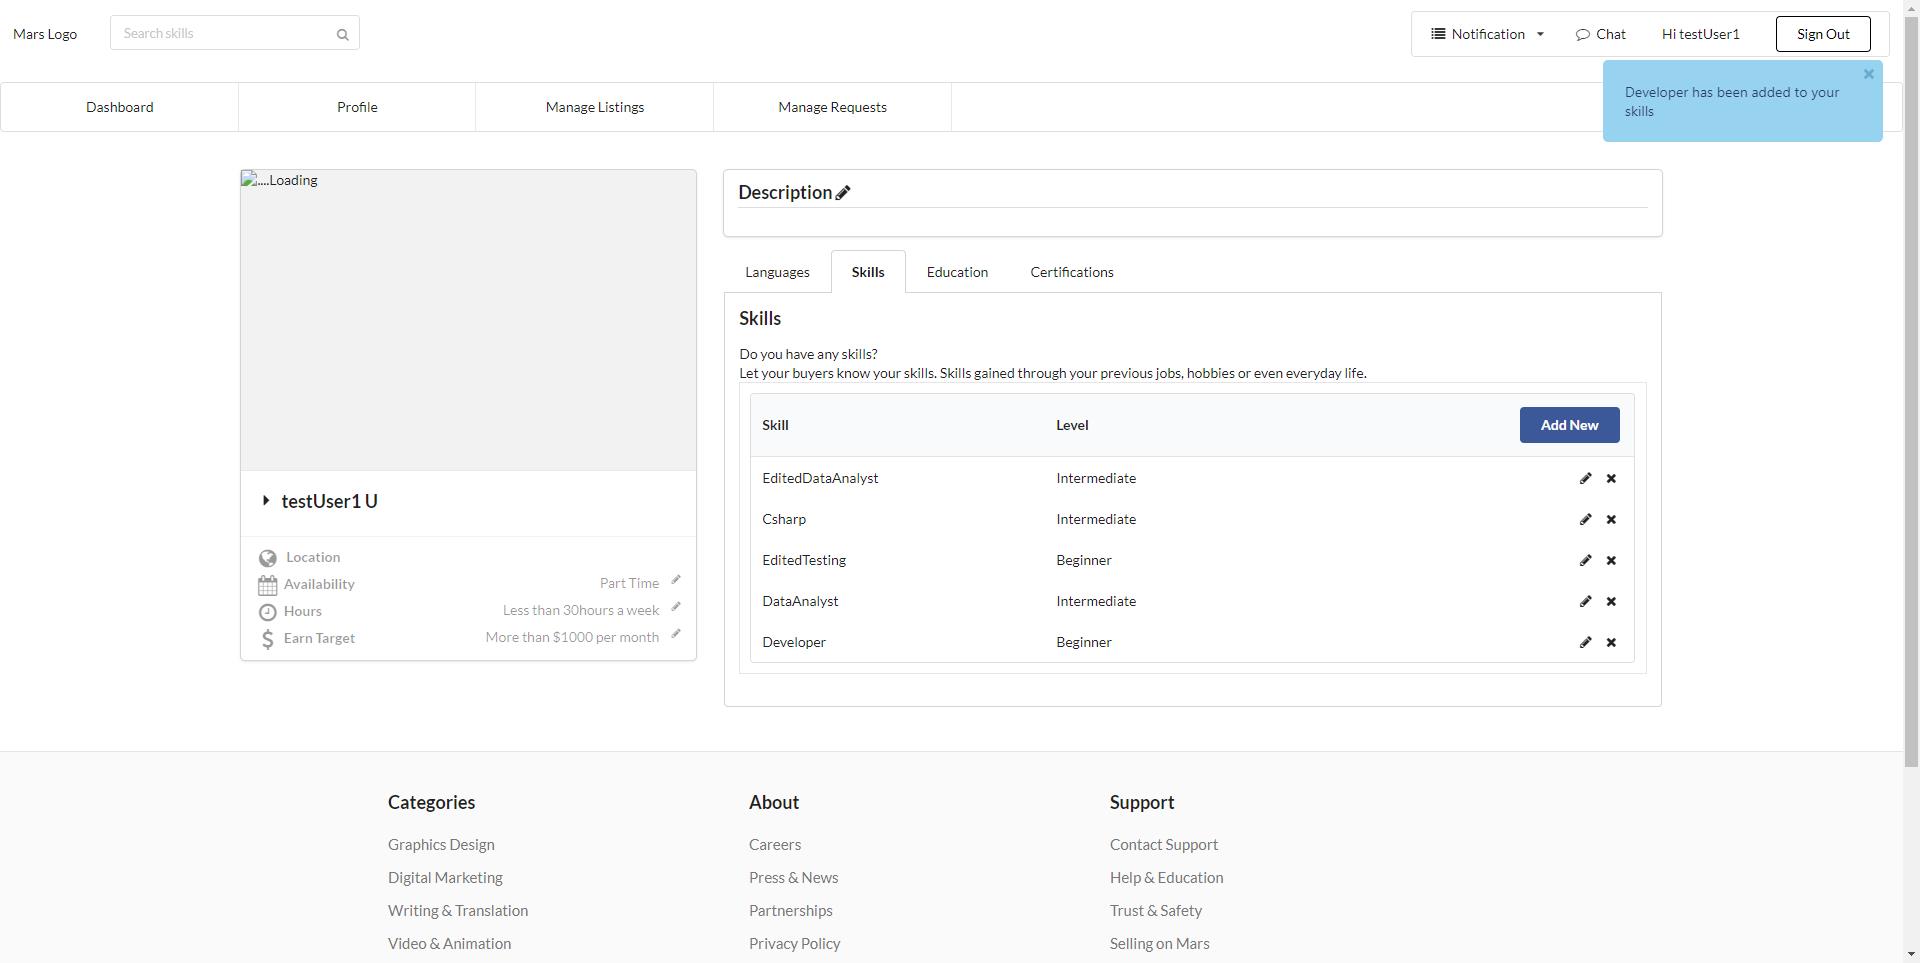 Mars Logo
Search skills
Notification
Chat
Hi testUser1
Sign Out
Developer has been added to your
skills
Dashboard
Profile
Manage Listings
Manage Requests
....Loading
testUser1 U
Location
Availability
Part Time
Hours
Less than 30hours a week
Earn Target
More than $1000 per month
Description
Languages
Skills
Education
Certifications
Skills
Do you have any skills?
Let your buyers know your skills. Skills gained through your previous jobs, hobbies or even everyday life.
Skill
Level
Add New
EditedDataAnalyst
Intermediate
Csharp
Intermediate
EditedTesting
Beginner
DataAnalyst
Intermediate
Developer
Beginner
Categories
Graphics Design
Digital Marketing
Writing & Translation
Video & Animation
About
Careers
Press & News
Partnerships
Privacy Policy
Support
Contact Support
Help & Education
Trust & Safety
Selling on Mars